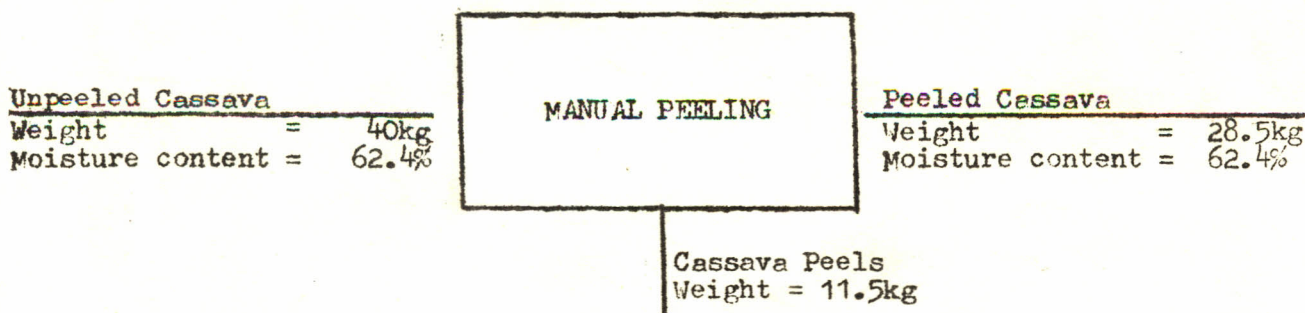 Unpeeled Cassava
Weight = 40kg
Moisture content = 62.4%
MANUAL PEELING
Peeled Cassava
Weight = 28.5kg
Moisture content = 62.4%
Cassava Peels
Weight = 11.5kg